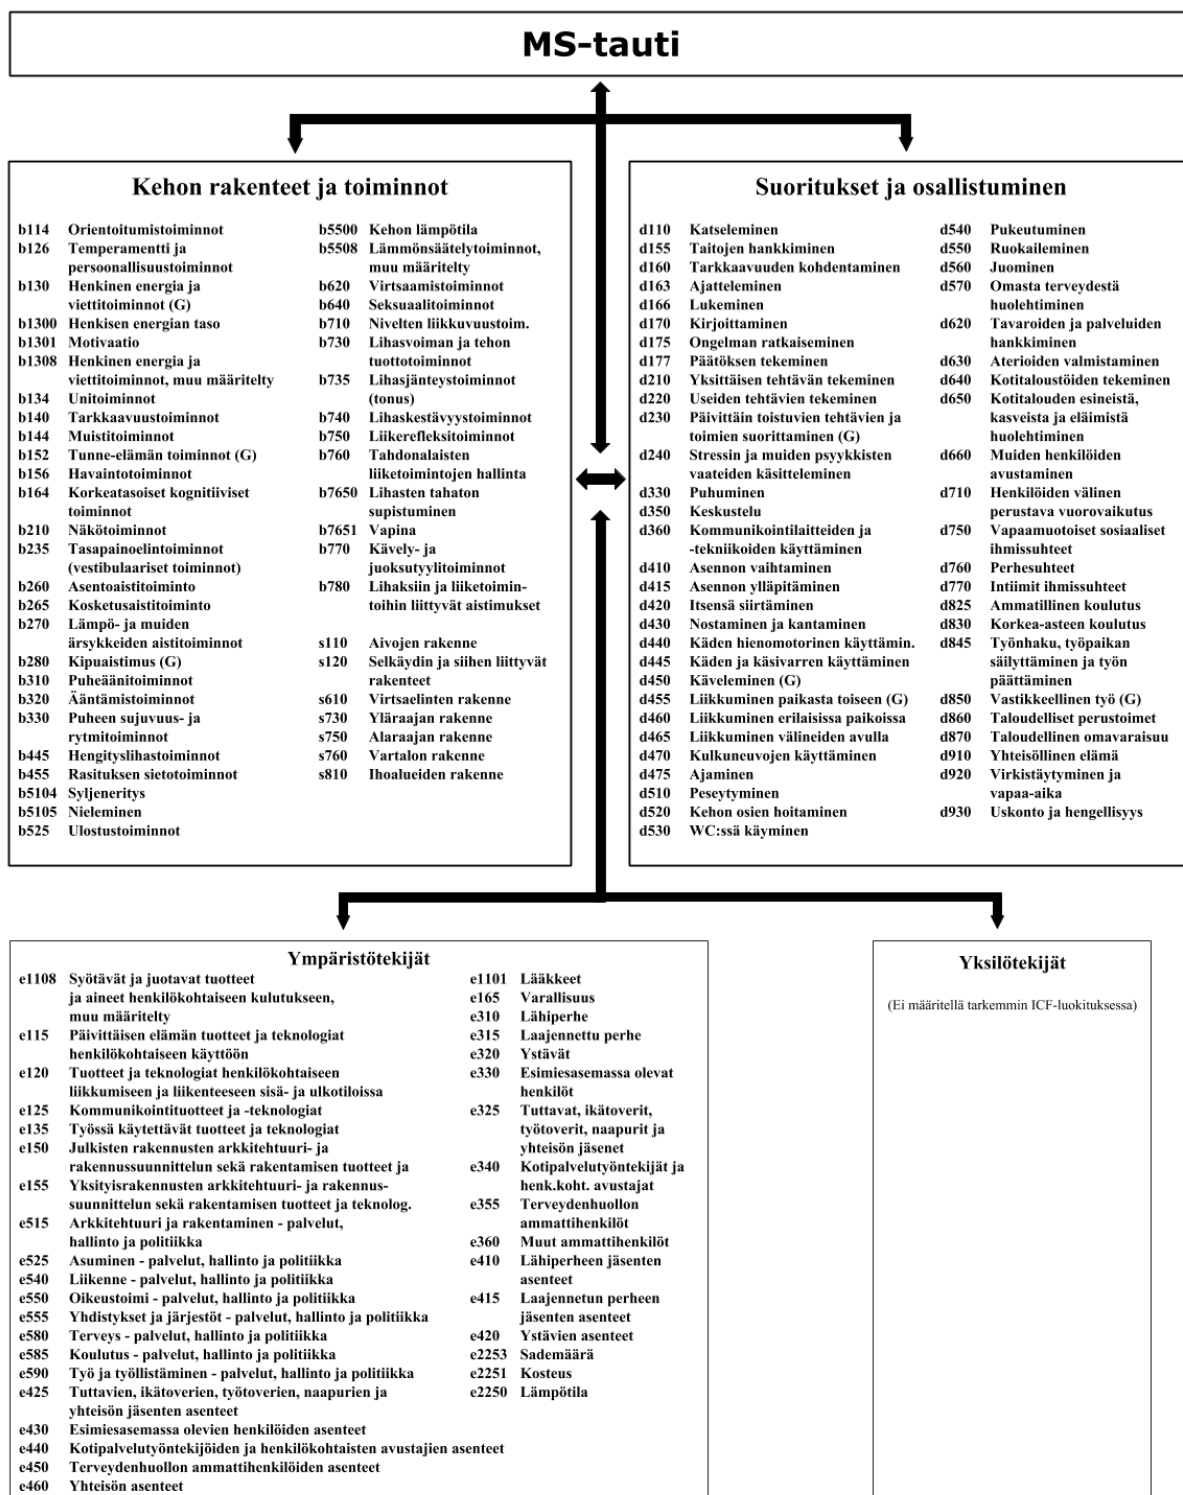 MS-tauti
Kehon rakenteet ja toiminnot
b114 Orientoitumistoiminnot
b126 Temperamentti ja
persoonallisuustoiminnot
b130 Henkinen energia ja
viettitoiminnot (G)
b1300 Henkisen energian taso
b1301 Motivaatio
b1308 Henkinen energia ja
viettitoiminnot, muu määritelty
b134 Unitoiminnot
b140 Tarkkaavuustoiminnot
b144 Muistitoiminnot
b152 Tunne-elämän toiminnot (G)
b156 Havaintotoiminnot
b164 Korkeatasoiset kognitiiviset
toiminnot
b210 Näkötoiminnot
b235 Tasapainoelintoiminnot
(vestibulaariset toiminnot)
b260 Asentoaistitoiminto
b265 Kosketusaistitoiminto
b270 Lämpö- ja muiden
ärsykkeiden aistitoiminnot
b280 Kipuaistimus (G)
b310 Puheäänitoiminnot
b320 Ääntämistoiminnot
b330 Puheen sujuvuus- ja
rytmitoiminnot
b445 Hengityslihastoiminnot
b455 Rasituksen sietotoiminnot
b5104 Syljeneritys
b5105 Nieleminen
b525 Ulostustoiminnot
b5500 Kehon lämpötila
b5508 Lämmönsäätelytoiminnot,
muu määritelty
b620 Virtsaamistoiminnot
b640 Seksuaalitoiminnot
b710 Nivelten liikkuvuustoim.
b730 Lihasvoiman ja tehon
tuottotoiminnot
b735 Lihasjänteystoiminnot
(tonus)
b740 Lihaskestävyystoiminnot
b750 Liikerefleksitoiminnot
b760 Tahdonalaisten
liiketoimintojen hallinta
b7650 Lihasten tahaton
supistuminen
b7651 Vapina
b770 Kävely- ja
juoksutyylitoiminnot
b780 Lihaksiin ja liiketoimin-
toihin liittyvät aistimukset
s110 Aivojen rakenne
s120 Selkäydin ja siihen liittyvät
rakenteet
s610 Virtsaelinten rakenne
s730 Yläraajan rakenne
s750 Alaraajan rakenne
s760 Vartalon rakenne
s810 Ihoalueiden rakenne
Suoritukset ja osallistuminen
d110 Katseleminen
d155 Taitojen hankkiminen
d160 Tarkkaavuuden kohdentaminen
d163 Ajatteleminen
d166 Lukeminen
d170 Kirjoittaminen
d175 Ongelman ratkaiseminen
d177 Päätöksen tekeminen
d210 Yksittäisen tehtävän tekeminen
d220 Useiden tehtävien tekeminen
d230 Päivittäin toistuvien tehtävien ja
toimien suorittaminen (G)
d240 Stressin ja muiden psyykkisten
vaateiden käsitteleminen
d330 Puhuminen
d350 Keskustelu
d360 Kommunikointilaitteiden ja
-tekniikoiden käyttäminen
d410 Asennon vaihtaminen
d415 Asennon ylläpitäminen
d420 Itsensä siirtäminen
d430 Nostaminen ja kantaminen
d440 Käden hienomotorinen käyttämin.
d445 Käden ja käsivarren käyttäminen
d450 Käveleminen (G)
d455 Liikkuminen paikasta toiseen (G)
d460 Liikkuminen erilaisissa paikoissa
d465 Liikkuminen välineiden avulla
d470 Kulkuneuvojen käyttäminen
d475 Ajaminen
d510 Peseytyminen
d520 Kehon osien hoitaminen
d530 WC:ssä käyminen
d540 Pukeutuminen
d550 Ruokaileminen
d560 Juominen
d570 Omasta terveydestä
huolehtiminen
d620 Tavaroiden ja palveluiden
hankkiminen
d630 Aterioiden valmistaminen
d640 Kotitaloustöiden tekeminen
d650 Kotitalouden esineistä,
kasveista ja eläimistä
huolehtiminen
d660 Muiden henkilöiden
avustaminen
d710 Henkilöiden välinen
perustava vuorovaikutus
d750 Vapaamuotoiset sosiaaliset
ihmissuhteet
d760 Perhesuhteet
d770 Intiimit ihmissuhteet
d825 Ammatillinen koulutus
d830 Korkea-asteen koulutus
d845 Työnhaku, työpaikan
säilyttäminen ja työn
päättäminen
d850 Vastikkeellinen työ (G)
d860 Taloudelliset perustoimet
d870 Taloudellinen omavaraisuu
d910 Yhteisöllinen elämä
d920 Virkistäytyminen ja
vapaa-aika
d930 Uskonto ja hengellisyys
Ympäristötekijät
e1108 Syötävät ja juotavat tuotteet
ja aineet henkilökohtaiseen kulutukseen,
muu määritelty
e115 Päivittäisen elämän tuotteet ja teknologiat
henkilökohtaiseen käyttöön
e120 Tuotteet ja teknologiat henkilökohtaiseen
liikkumiseen ja liikenteeseen sisä- ja ulkotiloissa
e125 Kommunikointituotteet ja -teknologiat
e135 Työssä käytettävät tuotteet ja teknologiat
e150 Julkisten rakennusten arkkitehtuuri- ja
rakennussuunnittelun sekä rakentamisen tuotteet ja
e155 Yksityisrakennusten arkkitehtuuri- ja rakennus-
suunnittelun sekä rakentamisen tuotteet ja teknolog.
e515 Arkkitehtuuri ja rakentaminen - palvelut,
hallinto ja politiikka
e525 Asuminen - palvelut, hallinto ja politiikka
e540 Liikenne - palvelut, hallinto ja politiikka
e550 Oikeustoimi - palvelut, hallinto ja politiikka
e555 Yhdistykset ja järjestöt - palvelut, hallinto ja politiikka
e580 Terveys - palvelut, hallinto ja politiikka
e585 Koulutus - palvelut, hallinto ja politiikka
e590 Työ ja työllistäminen - palvelut, hallinto ja politiikka
e425 Tuttavien, ikätoverien, työtoverien, naapurien ja
yhteisön jäsenten asenteet
e430 Esimiesasemassa olevien henkilöiden asenteet
e440 Kotipalvelutyöntekijöiden ja henkilökohtaisten avustajien asenteet
e450 Terveydenhuollon ammattihenkilöiden asenteet
e460 Yhteisön asenteet
e1101 Lääkkeet
e165 Varallisuus
e310 Lähiperhe
e315 Laajennettu perhe
e320 Ystävät
e330 Esimiesasemassa olevat
henkilöt
e325 Tuttavat, ikätoverit,
työtoverit, naapurit ja
yhteisön jäsenet
e340 Kotipalvelutyöntekijät ja
henk.koht. avustajat
e355 Terveydenhuollon
ammattihenkilöt
e360 Muut ammattihenkilöt
e410 Lähiperheen jäsenten
asenteet
e415 Laajennetun perheen
jäsenten asenteet
e420 Ystävien asenteet
e2253 Sademäärä
e2251 Kosteus
e2250 Lämpötila
Yksilötekijät
(Ei määritellä tarkemmin ICF-luokituksessa)